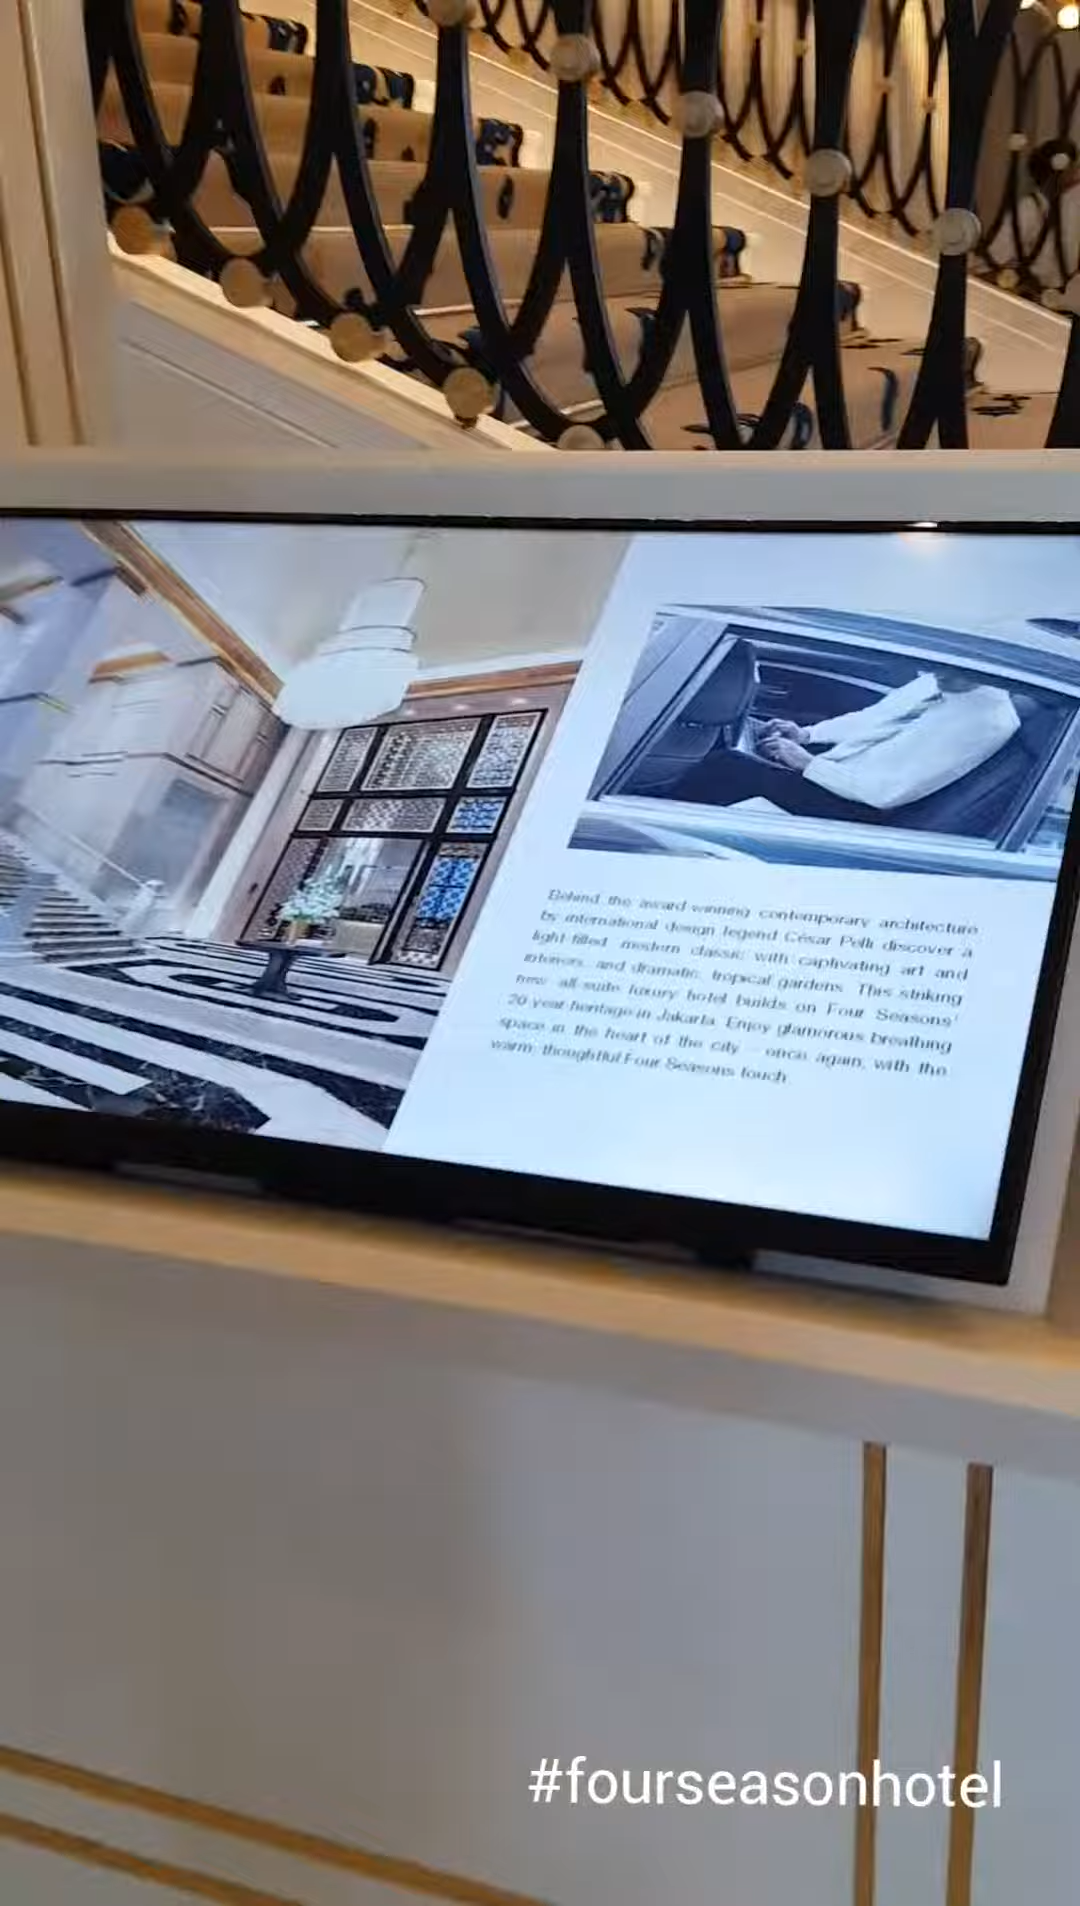 Behind the award-winning contemporary architecture
by international design legend César Pelli discover a
light-filled modern classic with captivating art and
interiors, and dramatic, tropical gardens. This striking
new all-suite luxury hotel builds on Four Seasons'
20 year heritage in Jakarta. Enjoy glamorous breathing
space in the heart of the city - once again, with the
warm, thoughtful Four Seasons touch.
#fourseasonhotel